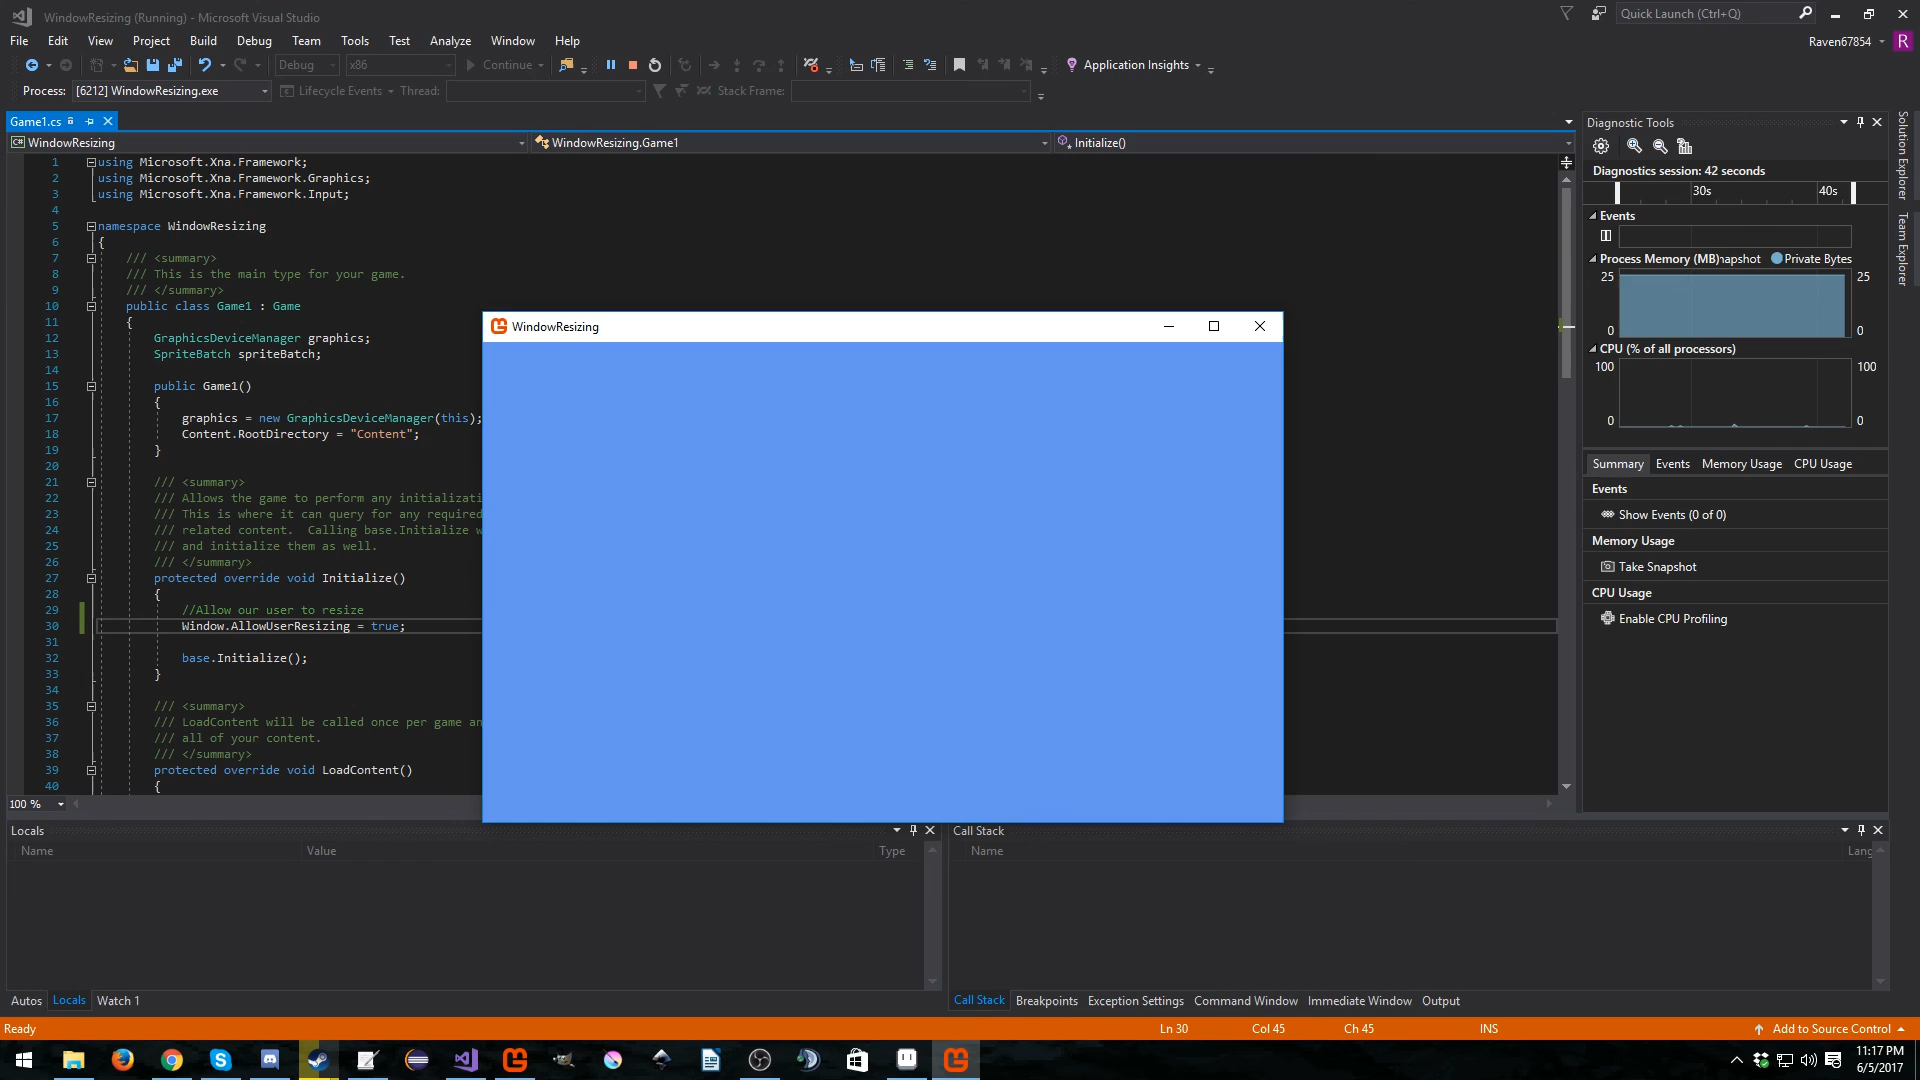 WindowResizing (Running) - Microsoft Visual Studio
Quick Launch (Ctrl+Q)
File Edit View Project Build Debug Team Tools Test Analyze Window Help
Raven67854 R
Debug x86 Continue Application Insights
Process: [6212] WindowResizing.exe Lifecycle Events Thread: Stack Frame:
Game1.cs
WindowResizing WindowResizing.Game1 Initialize()
1 using Microsoft.Xna.Framework;
2 using Microsoft.Xna.Framework.Graphics;
3 using Microsoft.Xna.Framework.Input;
4
5 namespace WindowResizing
6 {
7 /// <summary>
8 /// This is the main type for your game.
9 /// </summary>
10 public class Game1 : Game
11 {
12 GraphicsDeviceManager graphics;
13 SpriteBatch spriteBatch;
14
15 public Game1()
16 {
17 graphics = new GraphicsDeviceManager(this);
18 Content.RootDirectory = "Content";
19 }
20
21 /// <summary>
22 /// Allows the game to perform any initializati
23 /// This is where it can query for any required
24 /// related content.  Calling base.Initialize w
25 /// and initialize them as well.
26 /// </summary>
27 protected override void Initialize()
28 {
29 //Allow our user to resize
30 Window.AllowUserResizing = true;
31
32 base.Initialize();
33 }
34
35 /// <summary>
36 /// LoadContent will be called once per game an
37 /// all of your content.
38 /// </summary>
39 protected override void LoadContent()
40 {
100 %
WindowResizing
Diagnostic Tools
Diagnostics session: 42 seconds
30s 40s
Events
Process Memory (MB) napshot Private Bytes
25 25
0 0
CPU (% of all processors)
100 100
0 0
Summary Events Memory Usage CPU Usage
Events
Show Events (0 of 0)
Memory Usage
Take Snapshot
CPU Usage
Enable CPU Profiling
Solution Explorer
Team Explorer
Locals
Name Value Type
Autos Locals Watch 1
Call Stack
Name Lang
Call Stack Breakpoints Exception Settings Command Window Immediate Window Output
Ready Ln 30 Col 45 Ch 45 INS Add to Source Control
11:17 PM
6/5/2017